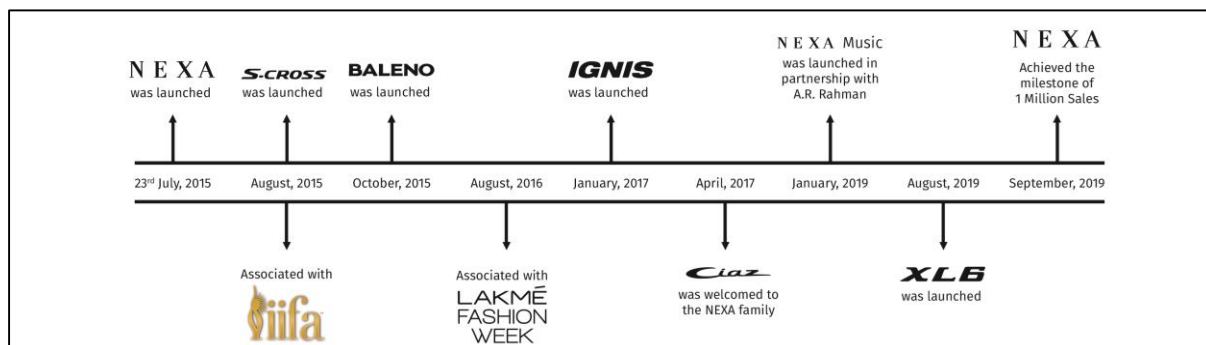 NEXA
was launched
S-CROSS
was launched
BALENO
was launched
IGNIS
was launched
NEXA Music
was launched in
partnership with
A.R. Rahman
NEXA
Achieved the
milestone of
1 Million Sales
23rd July, 2015
August, 2015
October, 2015
August, 2016
January, 2017
April, 2017
January, 2019
August, 2019
September, 2019
Associated with
iifa
Associated with
LAKMÉ
FASHION
WEEK
Ciaz
was welcomed to
the NEXA family
XL6
was launched